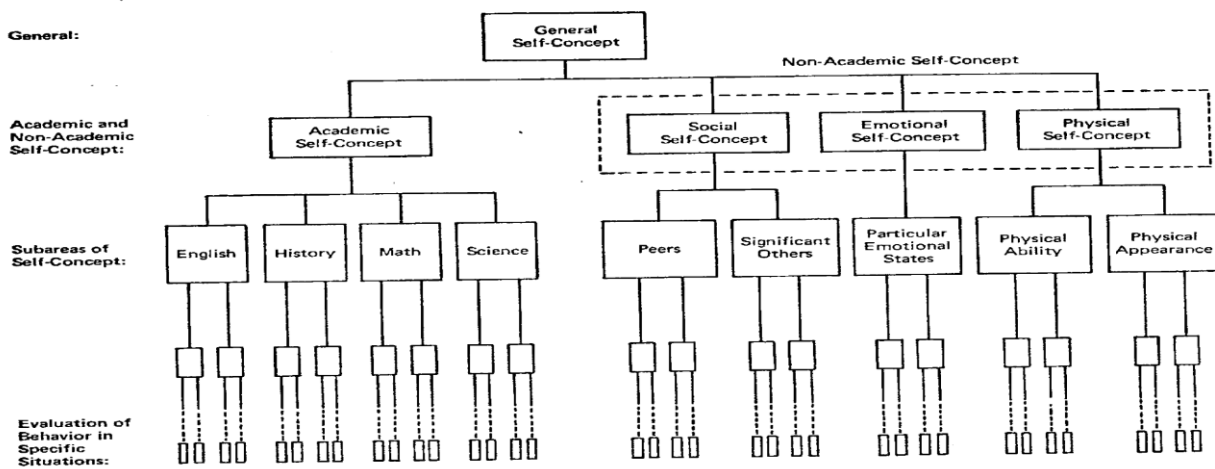 General:
General
Self-Concept
Non-Academic Self-Concept
Academic and
Non-Academic
Self-Concept:
Academic
Self-Concept
Social
Self-Concept
Emotional
Self-Concept
Physical
Self-Concept
Subareas of
Self-Concept:
English
History
Math
Science
Peers
Significant
Others
Particular
Emotional
States
Physical
Ability
Physical
Appearance
Evaluation of
Behavior in
Specific
Situations: